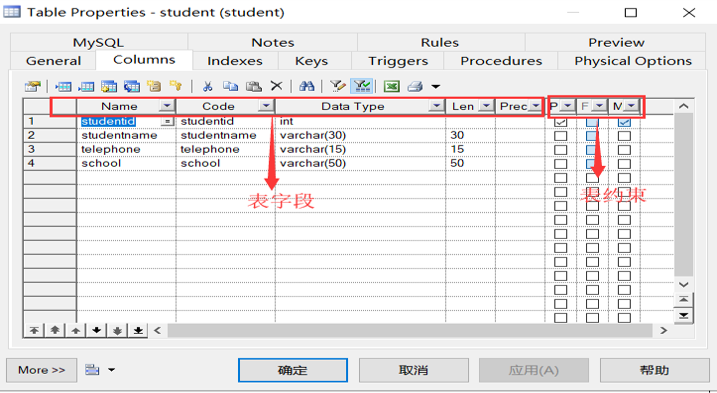 Table Properties - student (student)
MySQL Notes Rules Preview
General Columns Indexes Keys Triggers Procedures Physical Options
Name Code Data Type Len Prec P F M
1 studentid = studentid int
2 studentname studentname varchar(30) 30
3 telephone telephone varchar(15) 15
4 school school varchar(50) 50
表字段 表约束
More >> 确定 取消 应用(A) 帮助